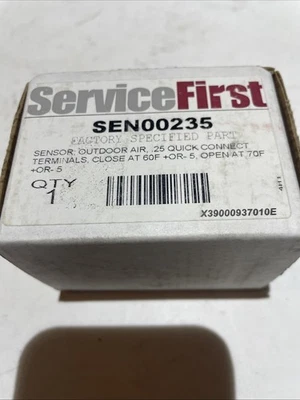 ServiceFirst
SEN00235
FACTORY SPECIFIED PART
SENSOR: OUTDOOR AIR, .25 QUICK CONNECT
TERMINALS, CLOSE AT 60F +OR- 5, OPEN AT 70F
+OR- 5
QTY
1
X39000937010E